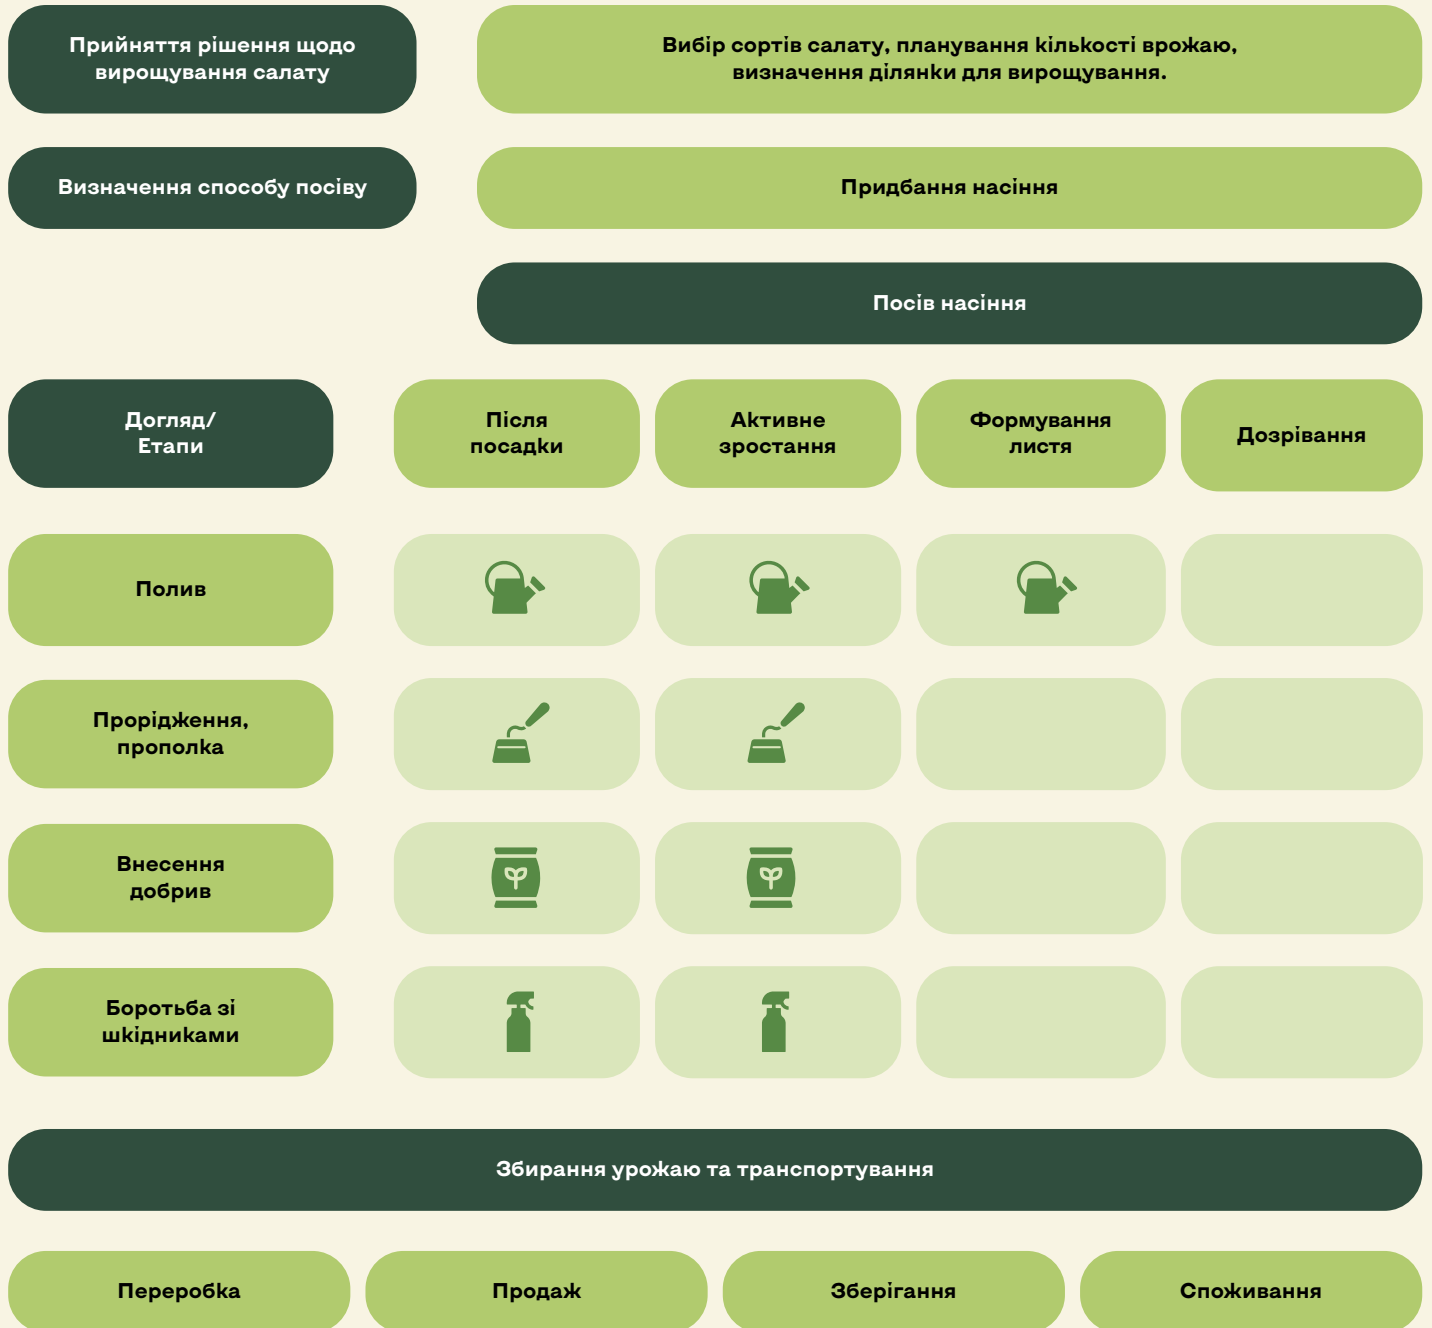 Прийняття рішення щодо
вирощування салату
Вибір сортів салату, планування кількості врожаю,
визначення ділянки для вирощування.
Визначення способу посіву
Придбання насіння
Посів насіння
Догляд/
Етапи
Після
посадки
Активне
зростання
Формування
листя
Дозрівання
Полив
Прорідження,
прополка
Внесення
добрив
Боротьба зі
шкідниками
Збирання урожаю та транспортування
Переробка
Продаж
Зберігання
Споживання